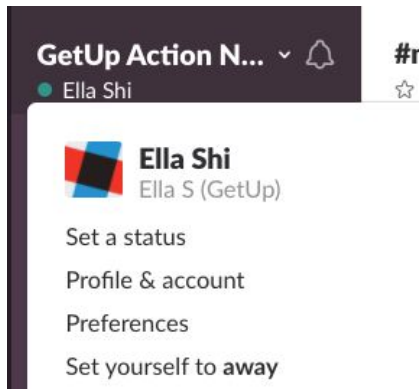 GetUp Action N...
#
Ella Shi
Ella Shi
Ella S (GetUp)
Set a status
Profile & account
Preferences
Set yourself to away